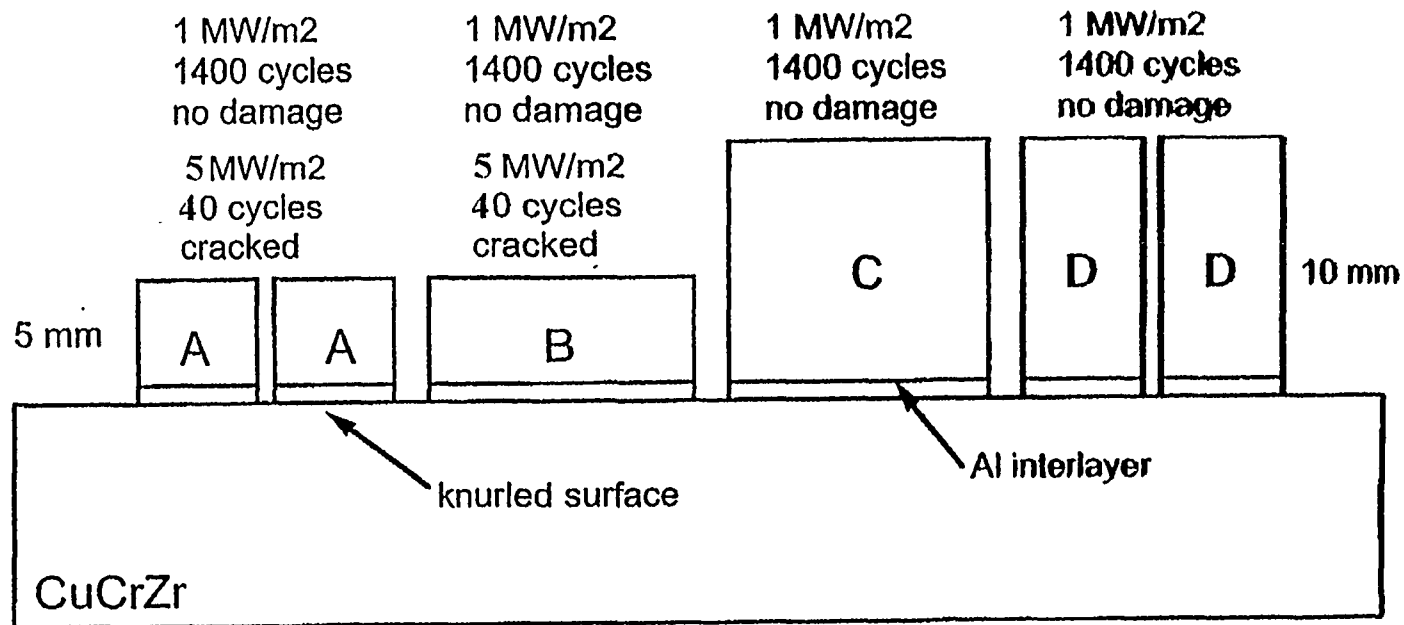 1 MW/m2
1400 cycles
no damage
5 MW/m2
40 cycles
cracked
1 MW/m2
1400 cycles
no damage
5 MW/m2
40 cycles
cracked
1 MW/m2
1400 cycles
no damage
1 MW/m2
1400 cycles
no damage
5 mm
A
A
B
C
D
D
10 mm
knurled surface
Al interlayer
CuCrZr